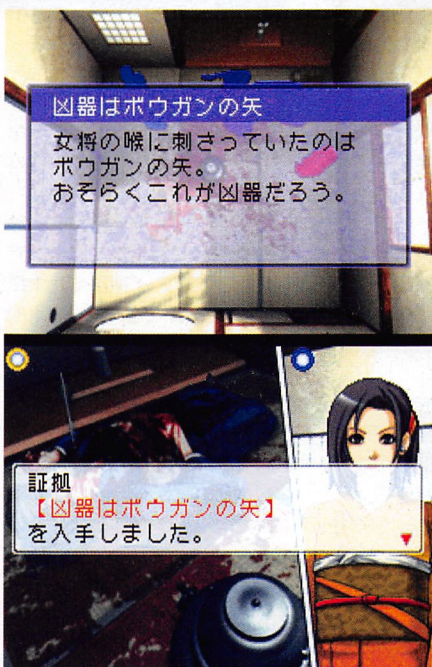 凶器はボウガンの矢
女将の喉に刺さっていたのは
ボウガンの矢。
おそらくこれが凶器だろう。
証拠
【凶器はボウガンの矢】
を入手しました。